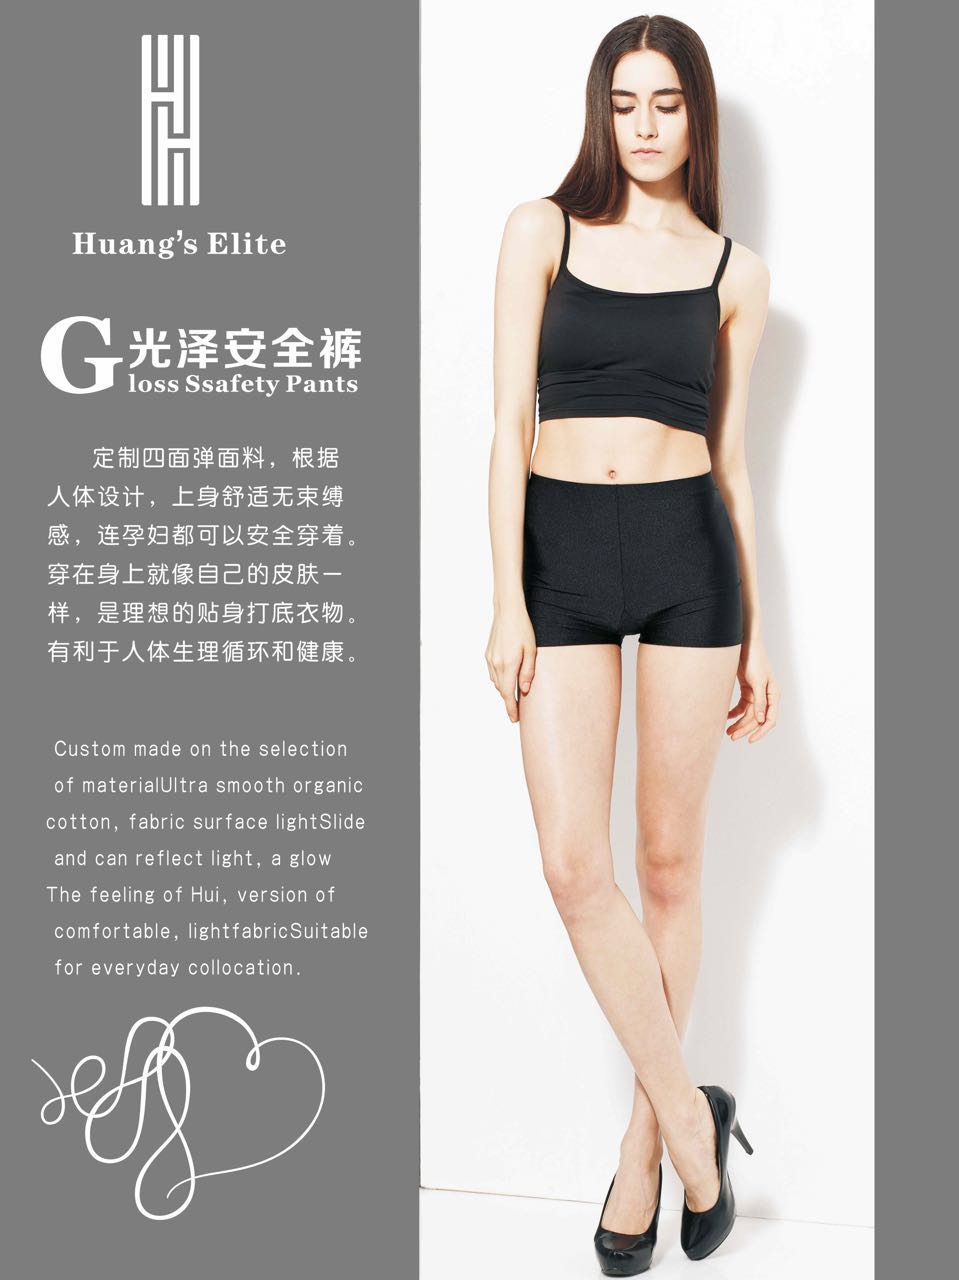 Huang's Elite
G光泽安全裤
loss Ssafety Pants
定制四面弹面料，根据
人体设计，上身舒适无束缚
感，连孕妇都可以安全穿着。
穿在身上就像自己的皮肤一
样，是理想的贴身打底衣物。
有利于人体生理循环和健康。
Custom made on the selection
of materialUltra smooth organic
cotton, fabric surface lightSlide
and can reflect light, a glow
The feeling of Hui, version of
comfortable, lightfabricSuitable
for everyday collocation.